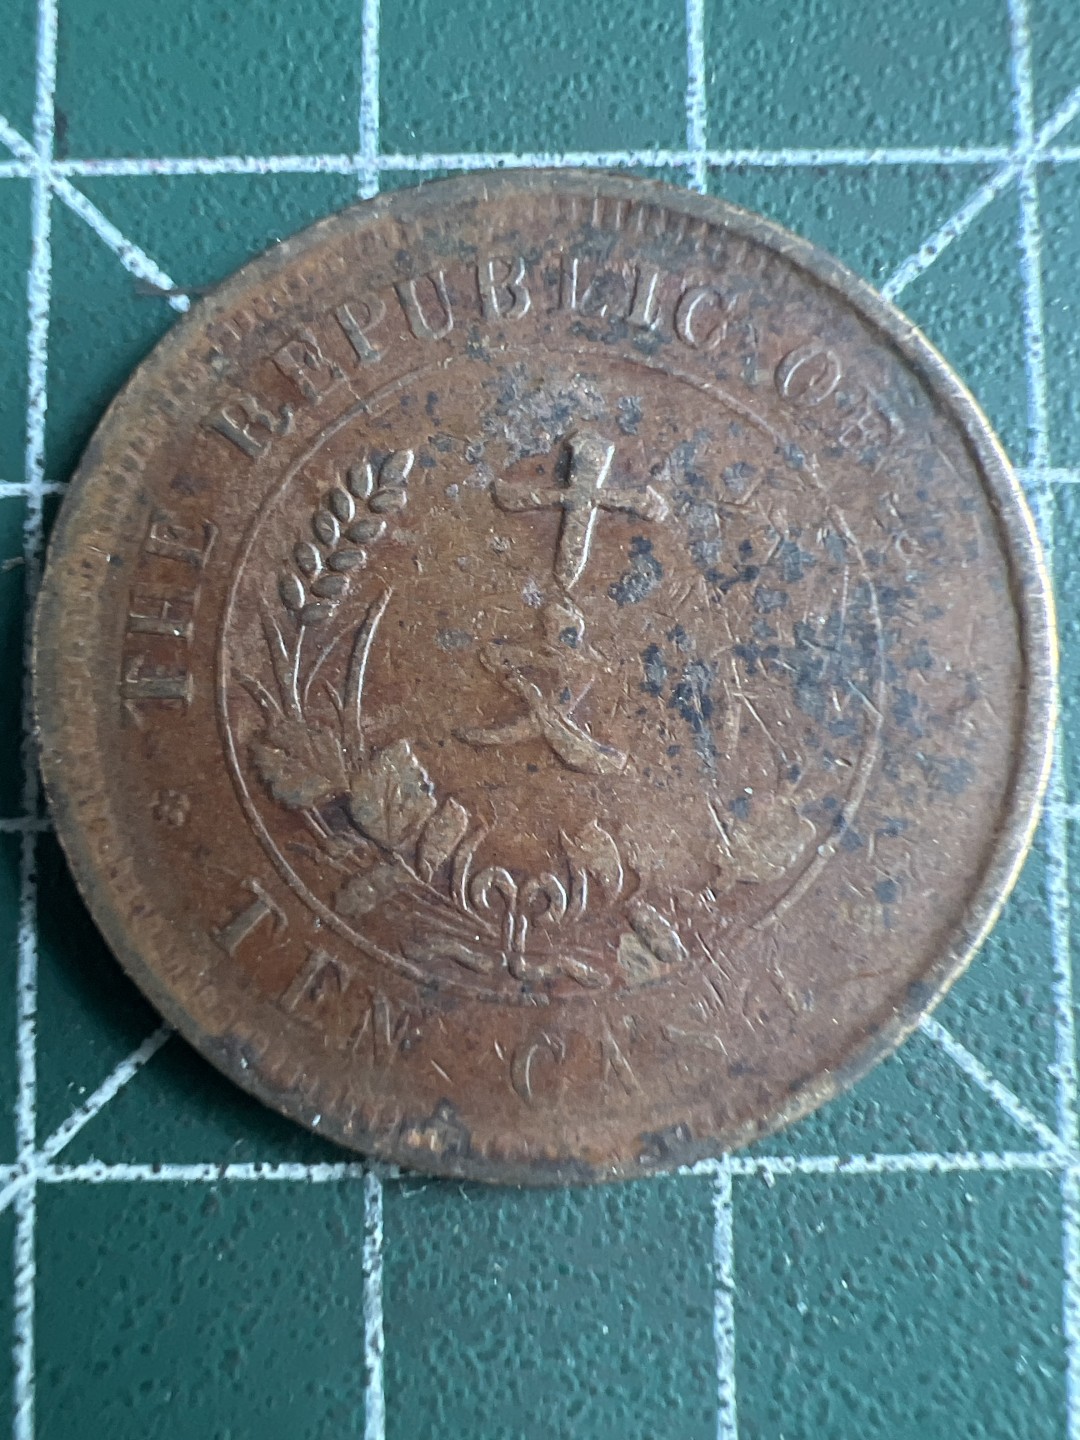 THE REPUBLIC OF
十
文
TEN CA